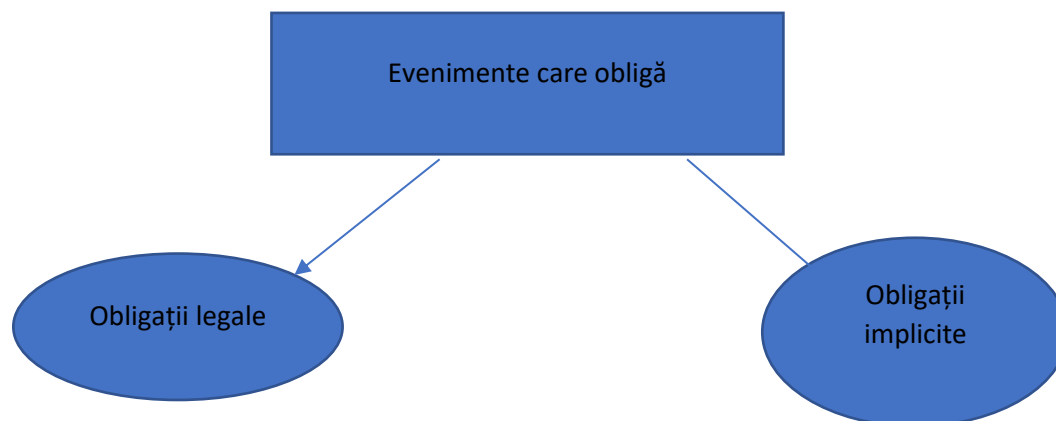 Evenimente care obligă
Obligații legale
Obligații
implicite